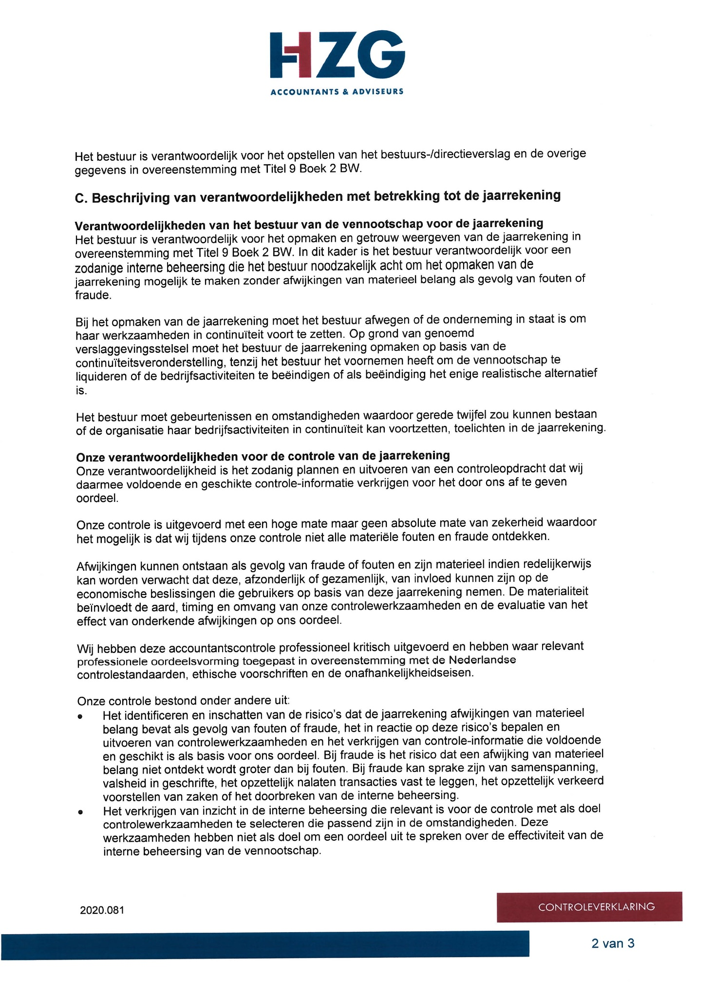 HZG
ACCOUNTANTS & ADVISEURS
Het bestuur is verantwoordelijk voor het opstellen van het bestuurs-/directieverslag en de overige
gegevens in overeenstemming met Titel 9 Boek 2 BW.
C. Beschrijving van verantwoordelijkheden met betrekking tot de jaarrekening
Verantwoordelijkheden van het bestuur van de vennootschap voor de jaarrekening
Het bestuur is verantwoordelijk voor het opmaken en getrouw weergeven van de jaarrekening in
overeenstemming met Titel 9 Boek 2 BW. In dit kader is het bestuur verantwoordelijk voor een
zodanige interne beheersing die het bestuur noodzakelijk acht om het opmaken van de
jaarrekening mogelijk te maken zonder afwijkingen van materieel belang als gevolg van fouten of
fraude.
Bij het opmaken van de jaarrekening moet het bestuur afwegen of de onderneming in staat is om
haar werkzaamheden in continuïteit voort te zetten. Op grond van genoemd
verslaggevingsstelsel moet het bestuur de jaarrekening opmaken op basis van de
continuïteitsveronderstelling, tenzij het bestuur het voornemen heeft om de vennootschap te
liquideren of de bedrijfsactiviteiten te beëindigen of als beëindiging het enige realistische alternatief
is.
Het bestuur moet gebeurtenissen en omstandigheden waardoor gerede twijfel zou kunnen bestaan
of de organisatie haar bedrijfsactiviteiten in continuïteit kan voortzetten, toelichten in de jaarrekening.
Onze verantwoordelijkheden voor de controle van de jaarrekening
Onze verantwoordelijkheid is het zodanig plannen en uitvoeren van een controleopdracht dat wij
daarmee voldoende en geschikte controle-informatie verkrijgen voor het door ons af te geven
oordeel.
Onze controle is uitgevoerd met een hoge mate maar geen absolute mate van zekerheid waardoor
het mogelijk is dat wij tijdens onze controle niet alle materiële fouten en fraude ontdekken.
Afwijkingen kunnen ontstaan als gevolg van fraude of fouten en zijn materieel indien redelijkerwijs
kan worden verwacht dat deze, afzonderlijk of gezamenlijk, van invloed kunnen zijn op de
economische beslissingen die gebruikers op basis van deze jaarrekening nemen. De materialiteit
beïnvloedt de aard, timing en omvang van onze controlewerkzaamheden en de evaluatie van het
effect van onderkende afwijkingen op ons oordeel.
Wij hebben deze accountantscontrole professioneel kritisch uitgevoerd en hebben waar relevant
professionele oordeelsvorming toegepast in overeenstemming met de Nederlandse
controlestandaarden, ethische voorschriften en de onafhankelijkheidseisen.
Onze controle bestond onder andere uit:
• Het identificeren en inschatten van de risico's dat de jaarrekening afwijkingen van materieel
belang bevat als gevolg van fouten of fraude, het in reactie op deze risico's bepalen en
uitvoeren van controlewerkzaamheden en het verkrijgen van controle-informatie die voldoende
en geschikt is als basis voor ons oordeel. Bij fraude is het risico dat een afwijking van materieel
belang niet ontdekt wordt groter dan bij fouten. Bij fraude kan sprake zijn van samenspanning,
valsheid in geschrifte, het opzettelijk nalaten transacties vast te leggen, het opzettelijk verkeerd
voorstellen van zaken of het doorbreken van de interne beheersing.
• Het verkrijgen van inzicht in de interne beheersing die relevant is voor de controle met als doel
controlewerkzaamheden te selecteren die passend zijn in de omstandigheden. Deze
werkzaamheden hebben niet als doel om een oordeel uit te spreken over de effectiviteit van de
interne beheersing van de vennootschap.
2020.081
CONTROLEVERKLARING
2 van 3